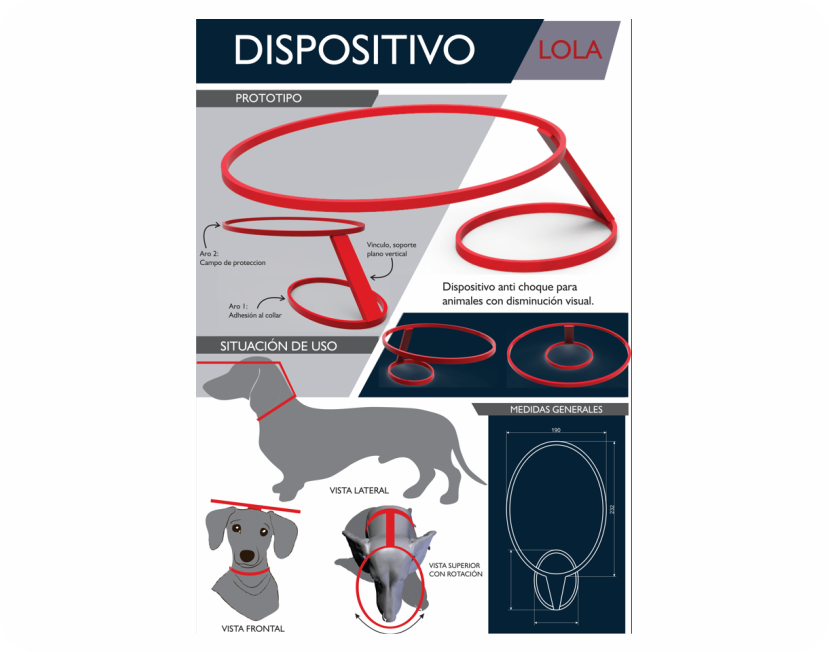 DISPOSITIVO
LOLA
PROTOTIPO
Aro 2:
Campo de proteccion
Vínculo, soporte
plano vertical
Aro 1:
Adhesión al collar
Dispositivo anti choque para
animales con disminución visual.
SITUACIÓN DE USO
MEDIDAS GENERALES
190
232
VISTA LATERAL
VISTA SUPERIOR
CON ROTACIÓN
VISTA FRONTAL